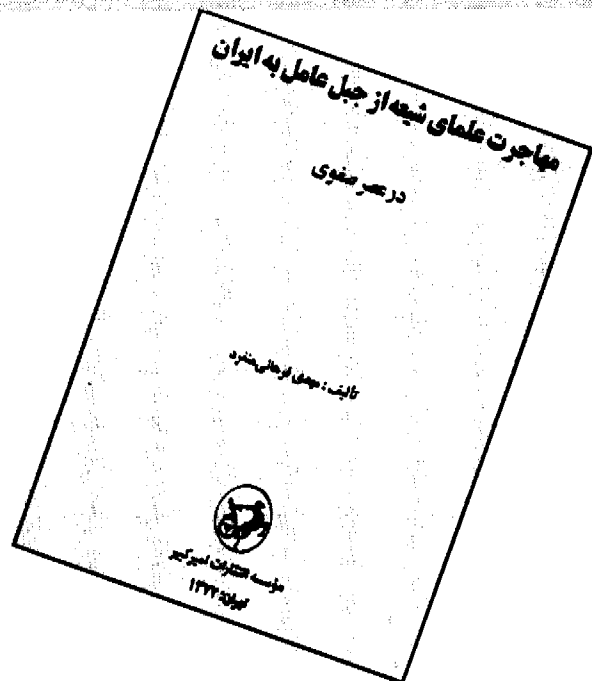 مهاجرت علمای شیعه از جبل عامل به ایران
در عصر صفوی
تألیف: مهدی فرهانی منفرد
مؤسسه انتشارات امیرکبیر
تهران، ۱۳۷۷